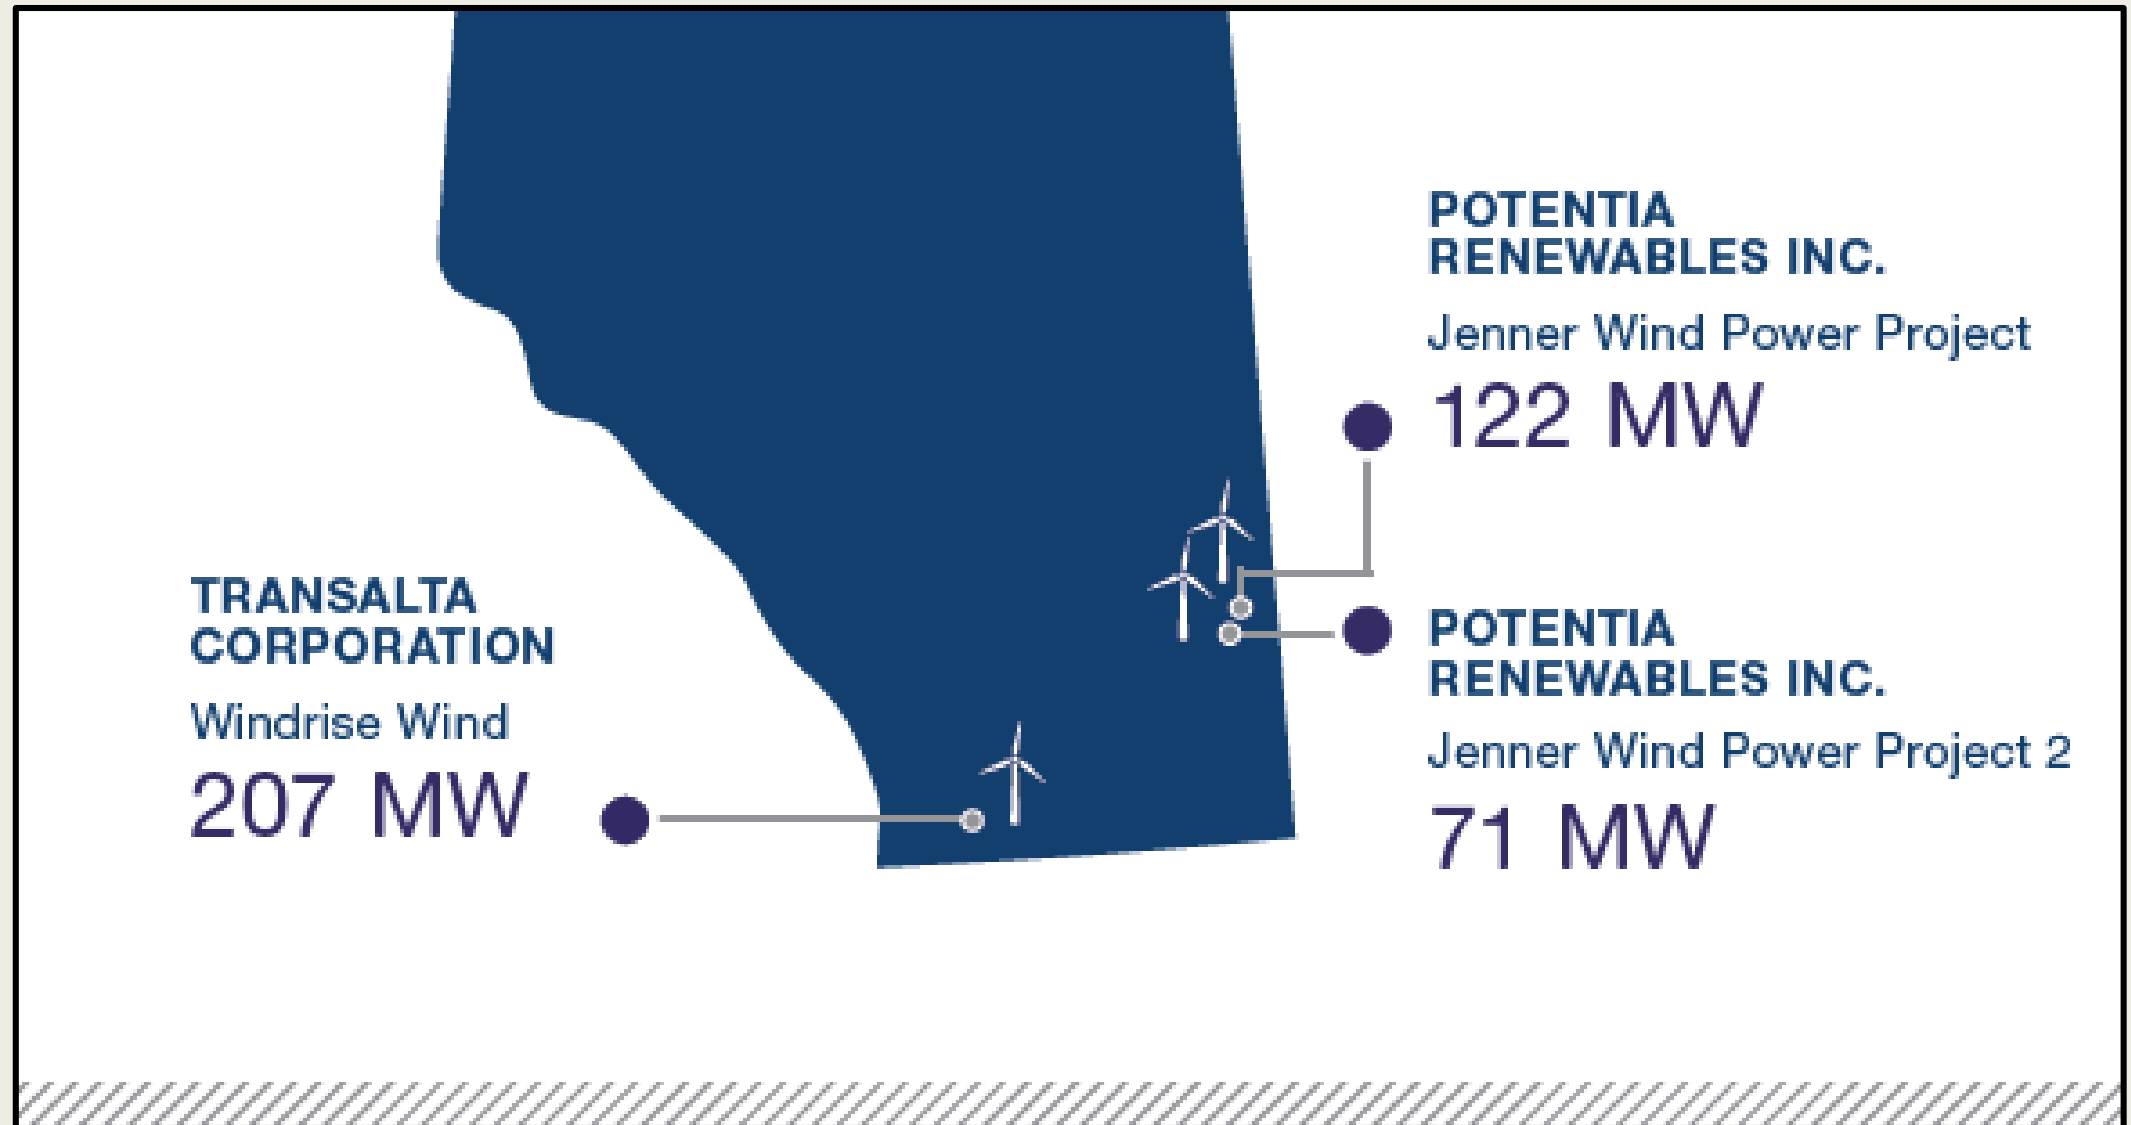 POTENTIA
RENEWABLES INC.
Jenner Wind Power Project
122 MW
TRANSALTA
CORPORATION
Windrise Wind
207 MW
POTENTIA
RENEWABLES INC.
Jenner Wind Power Project 2
71 MW